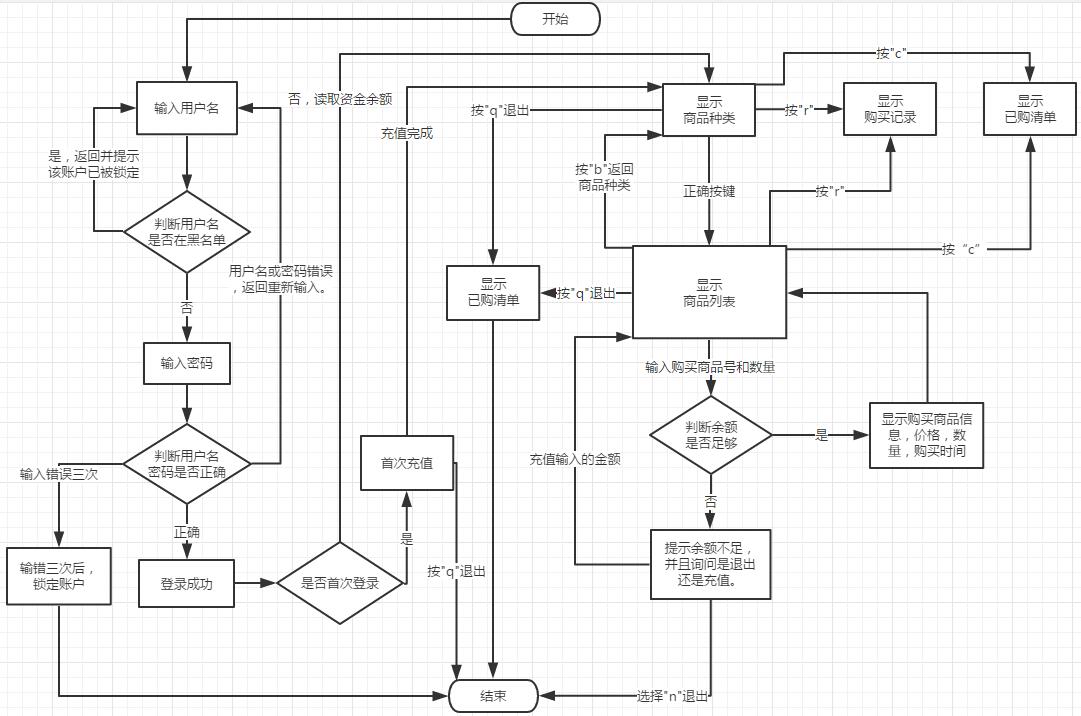 开始
按"c"
输入用户名
否，读取资金余额
显示
商品种类
显示
购买记录
显示
已购清单
按"q"退出
按"r"
充值完成
是，返回并提示
该账户已被锁定
按"b"返回
商品种类
正确按键
按"r"
判断用户名
是否在黑名单
用户名或密码错误
，返回重新输入。
按“c”
显示
已购清单
按"q"退出
显示
商品列表
否
输入密码
输入购买商品号和数量
判断用户名
密码是否正确
输入错误三次
首次充值
充值输入的金额
判断余额
是否足够
是
显示购买商品信
息，价格，数
量，购买时间
否
正确
是
输错三次后，
锁定账户
登录成功
是否首次登录
按"q"退出
提示余额不足，
并且询问是退出
还是充值。
结束
选择"n"退出